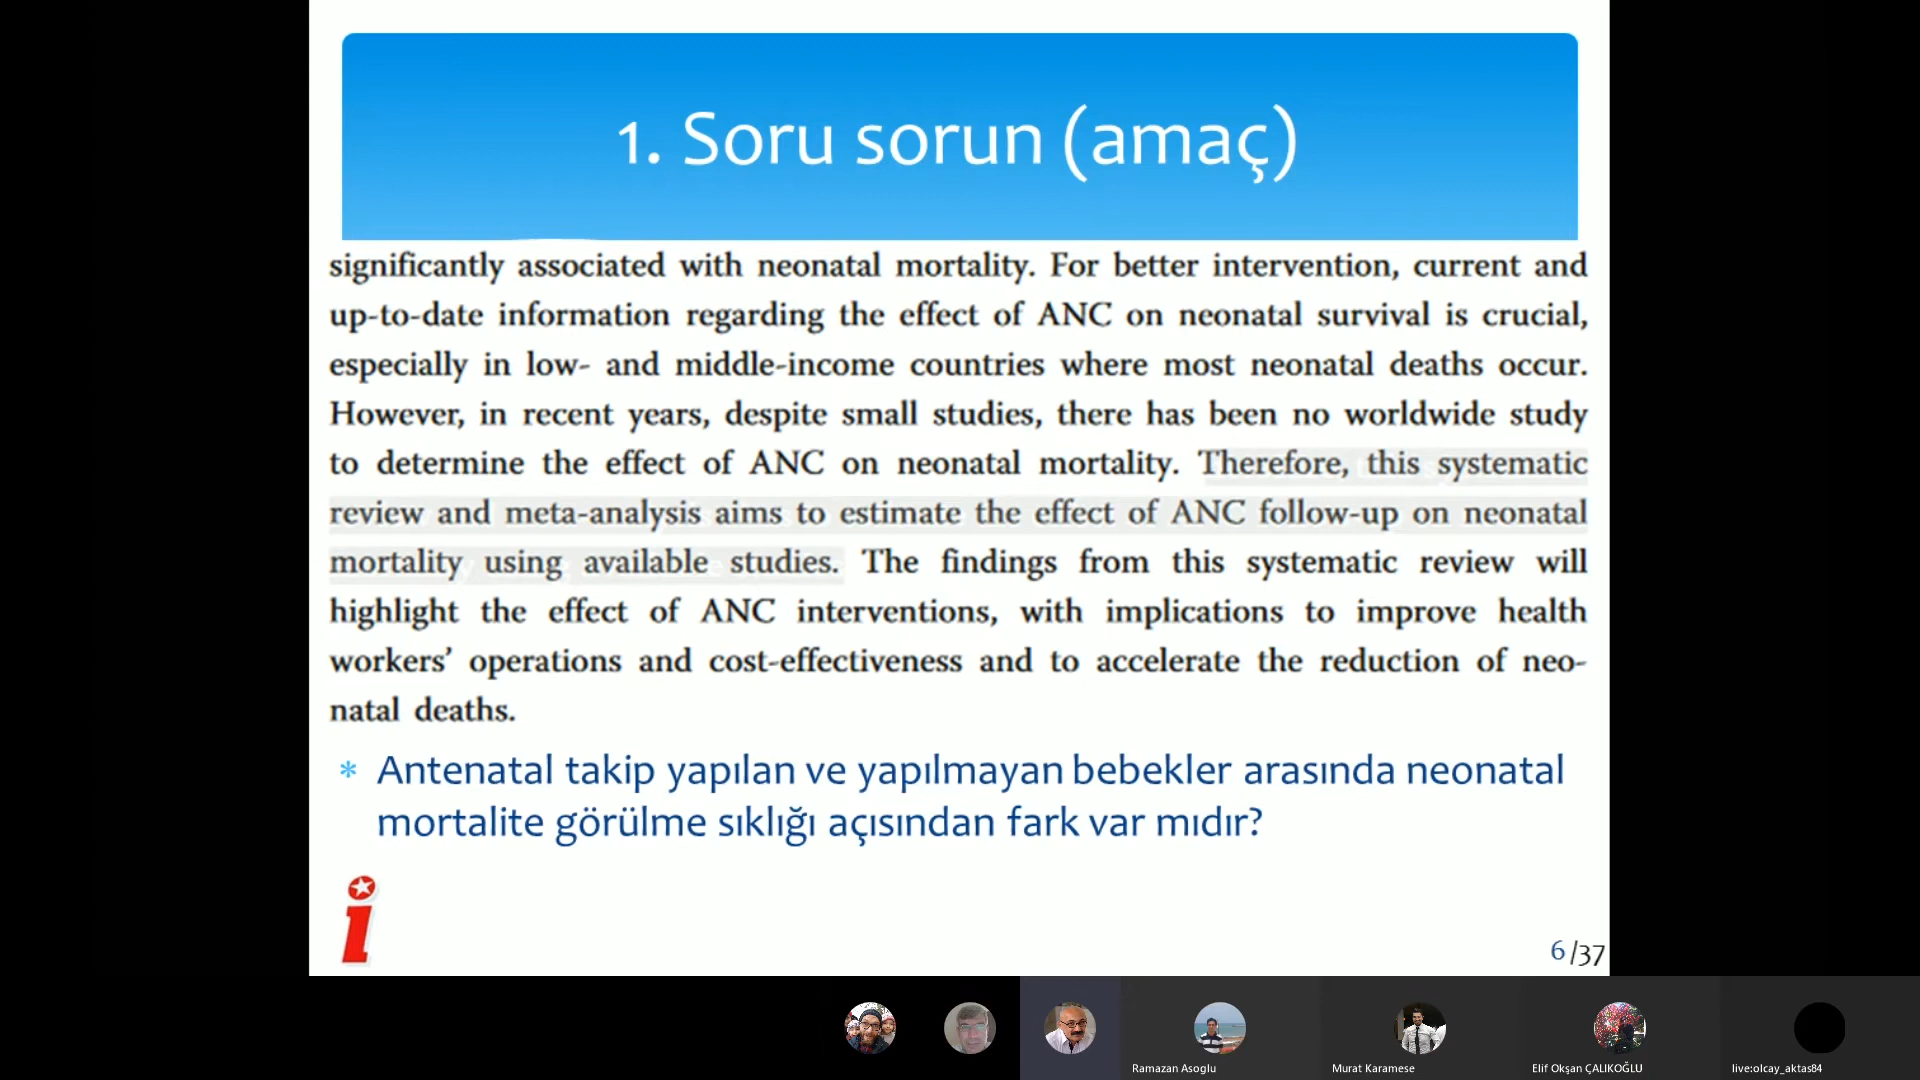 1. Soru sorun (amaç)
significantly associated with neonatal mortality. For better intervention, current and
up-to-date information regarding the effect of ANC on neonatal survival is crucial,
especially in low- and middle-income countries where most neonatal deaths occur.
However, in recent years, despite small studies, there has been no worldwide study
to determine the effect of ANC on neonatal mortality. Therefore, this systematic
review and meta-analysis aims to estimate the effect of ANC follow-up on neonatal
mortality using available studies. The findings from this systematic review will
highlight the effect of ANC interventions, with implications to improve health
workers’ operations and cost-effectiveness and to accelerate the reduction of neo-
natal deaths.
* Antenatal takip yapılan ve yapılmayan bebekler arasında neonatal
mortalite görülme sıklığı açısından fark var mıdır?
i
6/37
Ramazan Asoglu
Murat Karamese
Elif Okşan ÇALIKOĞLU
live:olcay_aktas84